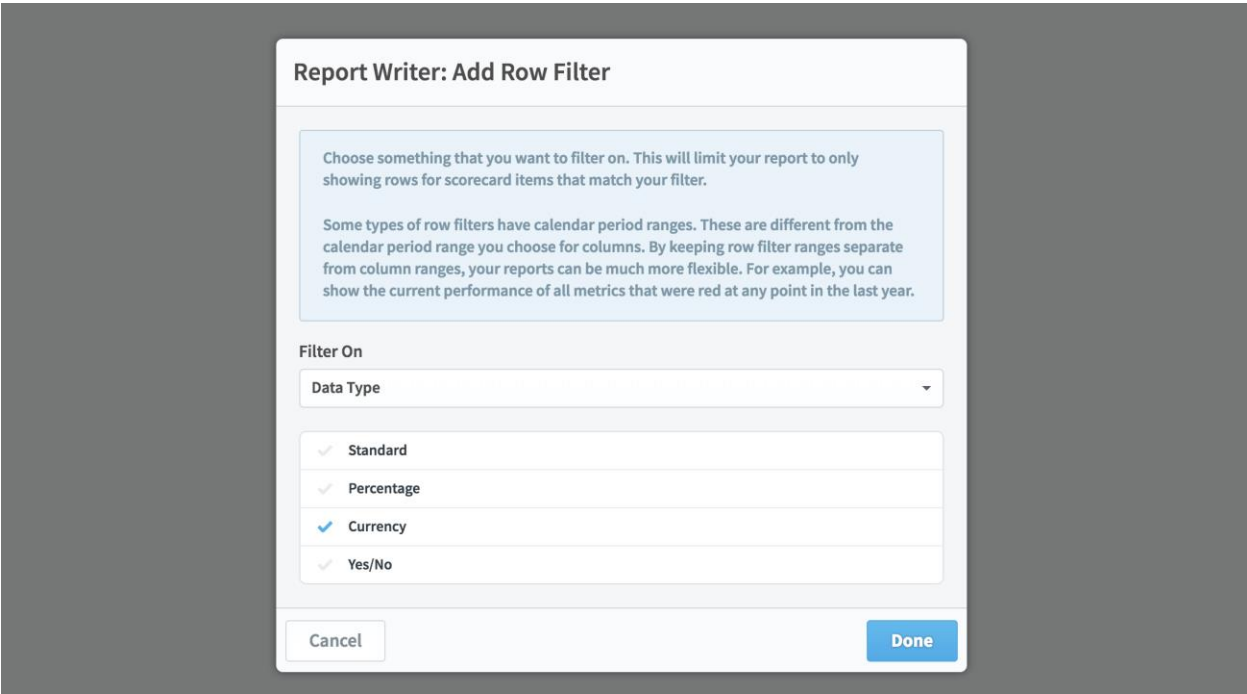 Report Writer: Add Row Filter
Choose something that you want to filter on. This will limit your report to only
showing rows for scorecard items that match your filter.
Some types of row filters have calendar period ranges. These are different from the
calendar period range you choose for columns. By keeping row filter ranges separate
from column ranges, your reports can be much more flexible. For example, you can
show the current performance of all metrics that were red at any point in the last year.
Filter On
Data Type
Standard
Percentage
Currency
Yes/No
Cancel
Done